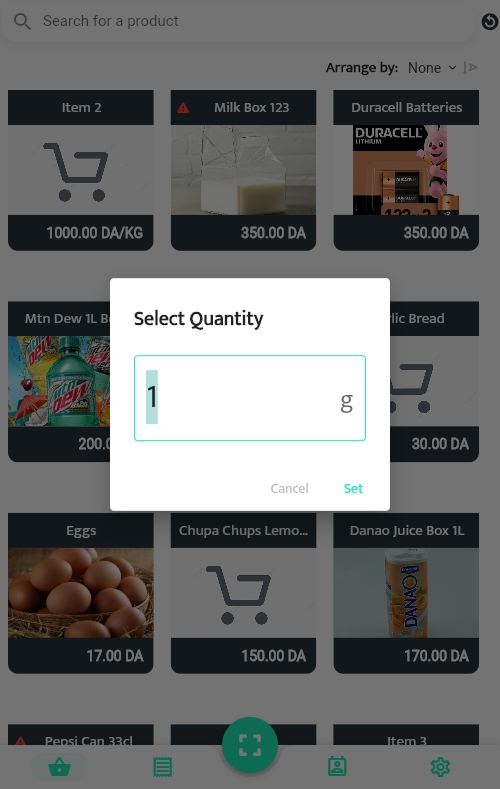 Search for a product
Arrange by: None
Item 2
Milk Box 123
Duracell Batteries
DURACELL
LITHIUM
1000.00 DA/KG
350.00 DA
350.00 DA
Mtn Dew 1L B
lic Bread
Mtn
Dew
200.
30.00 DA
Select Quantity
1
g
Cancel
Set
Eggs
Chupa Chups Lemo...
Danao Juice Box 1L
DANAO
17.00 DA
150.00 DA
170.00 DA
Pepsi Can 33cl
Item 3